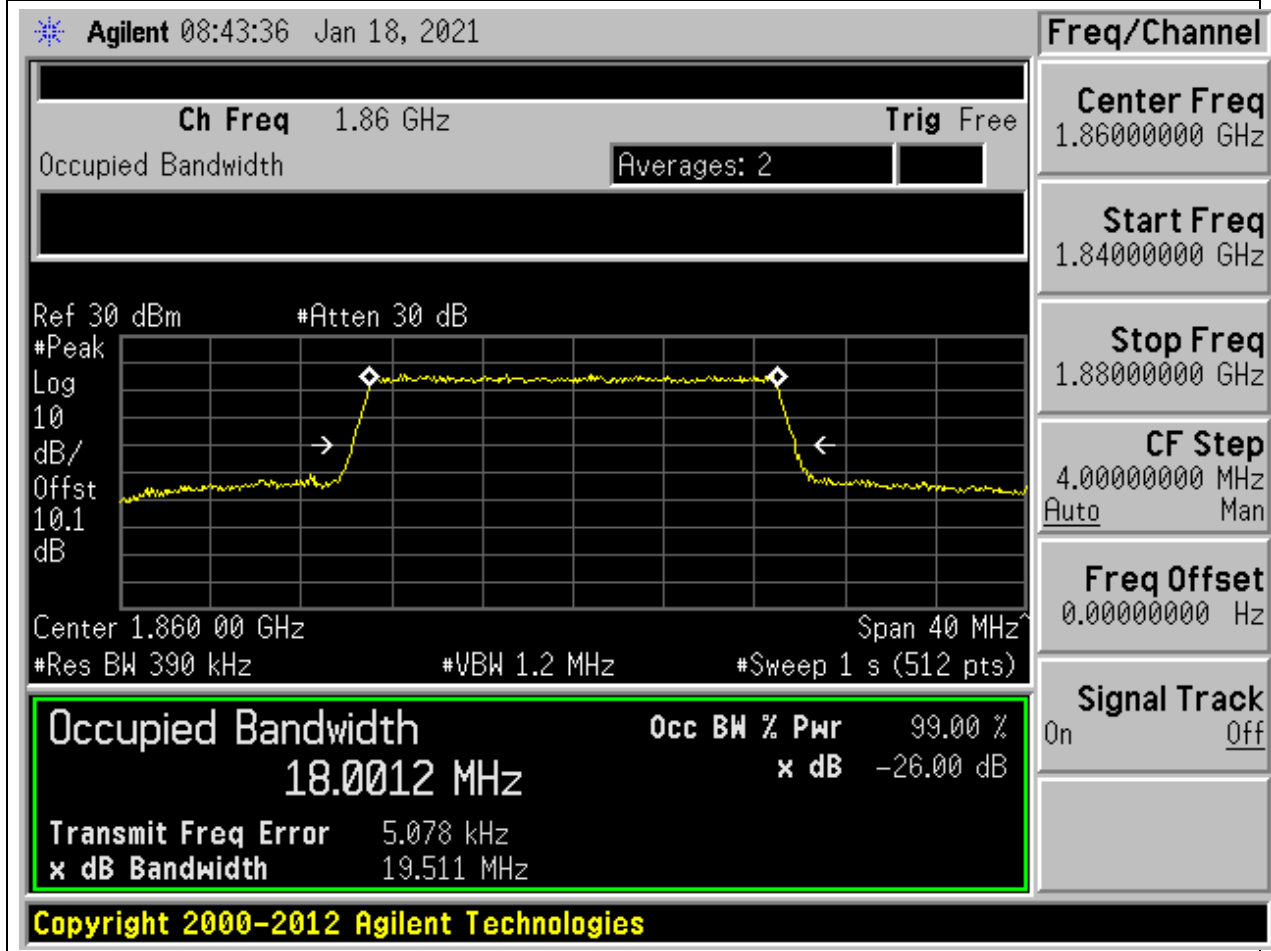 Agilent 08:43:36 Jan 18, 2021
Freq/Channel
Ch Freq 1.86 GHz
Trig Free
Occupied Bandwidth
Averages: 2
Ref 30 dBm
#Atten 30 dB
#Peak
Log
10
dB/
Offst
10.1
dB
Center 1.860 00 GHz
Span 40 MHz^
#Res BW 390 kHz
#VBW 1.2 MHz
#Sweep 1 s (512 pts)
Occupied Bandwidth
18.0012 MHz
Occ BW % Pwr 99.00 %
x dB -26.00 dB
Transmit Freq Error 5.078 kHz
x dB Bandwidth 19.511 MHz
Center Freq
1.86000000 GHz
Start Freq
1.84000000 GHz
Stop Freq
1.88000000 GHz
CF Step
4.00000000 MHz
Auto Man
Freq Offset
0.00000000 Hz
Signal Track
On Off
Copyright 2000-2012 Agilent Technologies